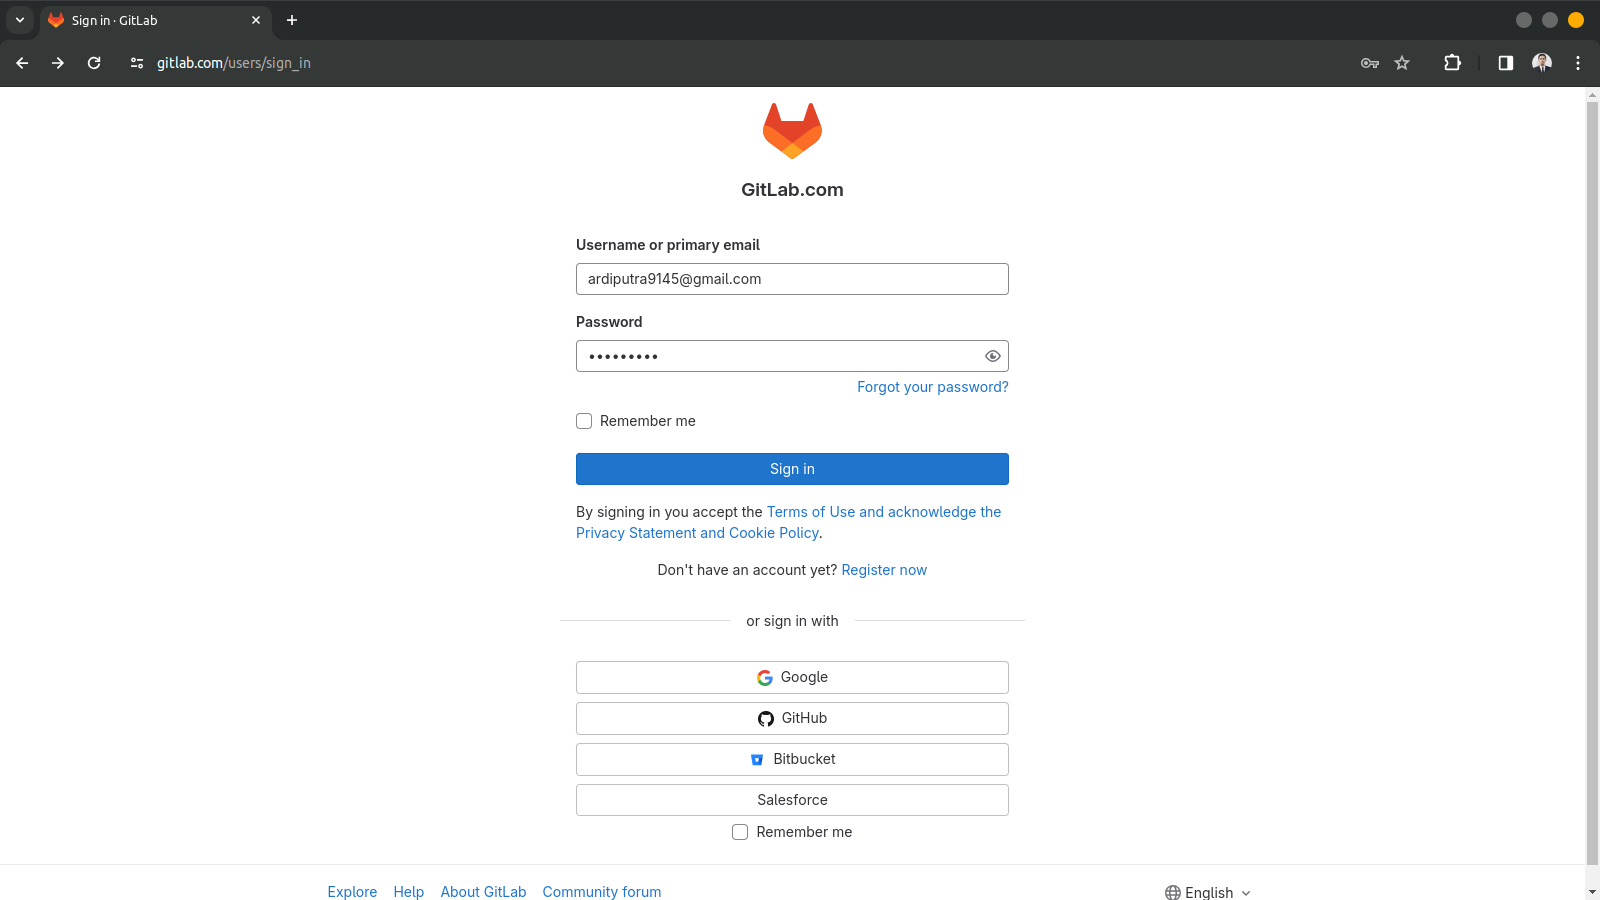 Sign in · GitLab
gitlab.com/users/sign_in
GitLab.com
Username or primary email
ardiputra9145@gmail.com
Password
•••••••••
Forgot your password?
Remember me
Sign in
By signing in you accept the Terms of Use and acknowledge the
Privacy Statement and Cookie Policy.
Don't have an account yet? Register now
or sign in with
Google
GitHub
Bitbucket
Salesforce
Remember me
Explore Help About GitLab Community forum English